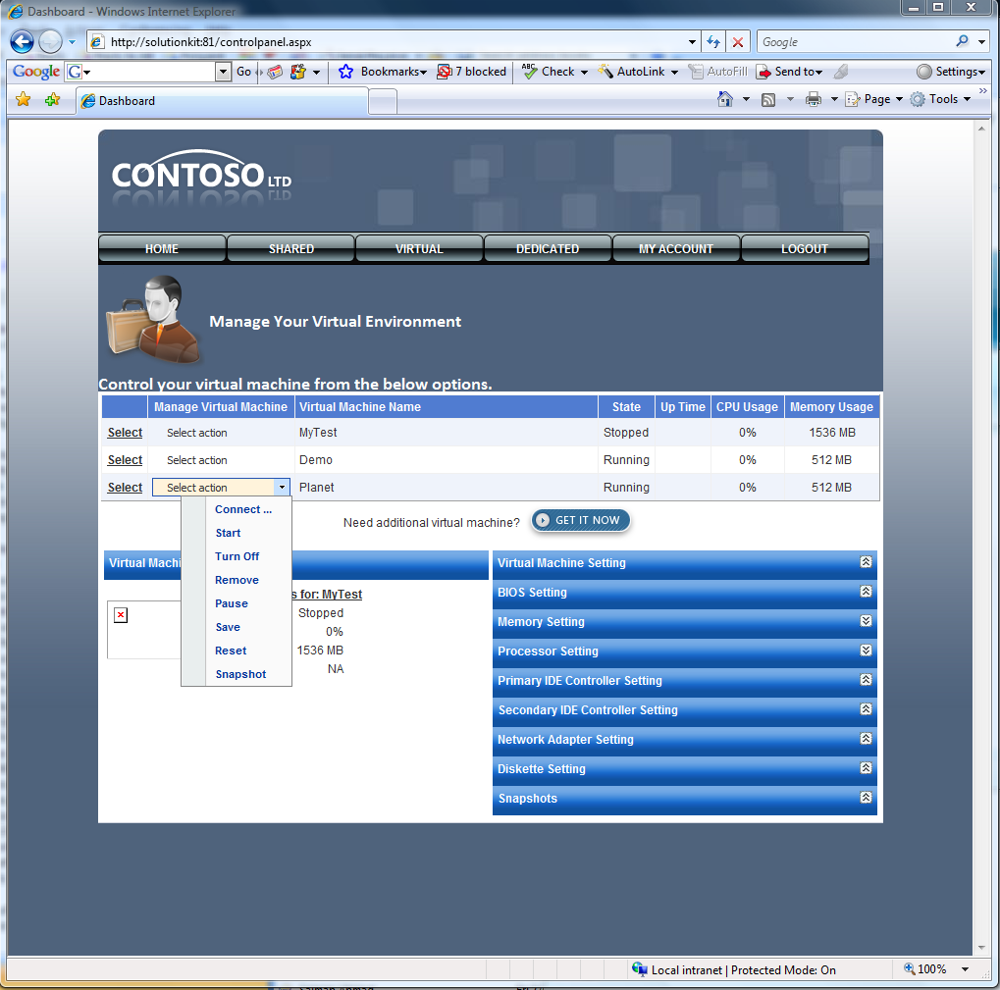 Dashboard - Windows Internet Explorer
http://solutionkit:81/controlpanel.aspx
Google
Google G Go Bookmarks 7 blocked ABC Check AutoLink AutoFill Send to Settings
Dashboard
Page Tools
CONTOSO LTD
HOME SHARED VIRTUAL DEDICATED MY ACCOUNT LOGOUT
Manage Your Virtual Environment
Control your virtual machine from the below options.
Manage Virtual Machine Virtual Machine Name State Up Time CPU Usage Memory Usage
Select Select action MyTest Stopped 0% 1536 MB
Select Select action Demo Running 0% 512 MB
Select Select action Planet Running 0% 512 MB
Connect ...
Start
Turn Off
Remove
Pause
Save
Reset
Snapshot
Need additional virtual machine? GET IT NOW
Virtual Machi
s for: MyTest
Stopped
0%
1536 MB
NA
Virtual Machine Setting
BIOS Setting
Memory Setting
Processor Setting
Primary IDE Controller Setting
Secondary IDE Controller Setting
Network Adapter Setting
Diskette Setting
Snapshots
Local intranet | Protected Mode: On 100%